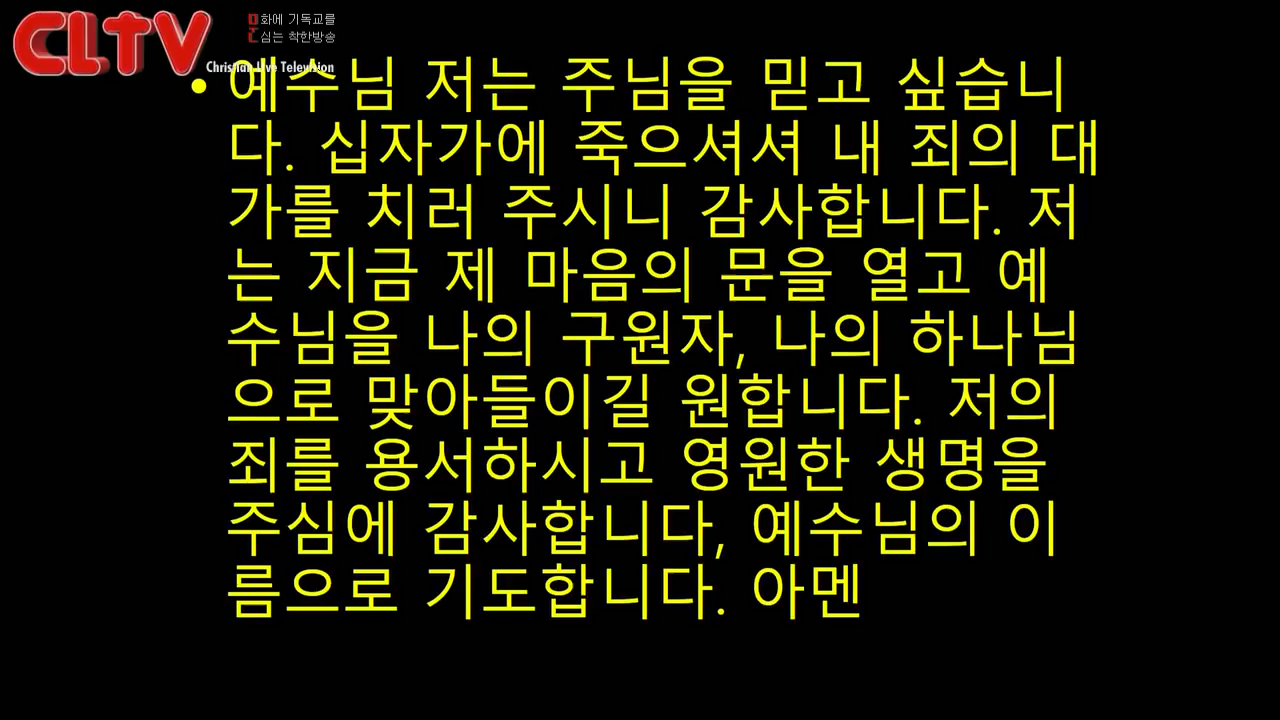 CLTV
문화에 기독교를
심는 착한방송
Christian Live Television
• 예수님 저는 주님을 믿고 싶습니
다. 십자가에 죽으셔셔 내 죄의 대
가를 치러 주시니 감사합니다. 저
는 지금 제 마음의 문을 열고 예
수님을 나의 구원자, 나의 하나님
으로 맞아들이길 원합니다. 저의
죄를 용서하시고 영원한 생명을
주심에 감사합니다, 예수님의 이
름으로 기도합니다. 아멘